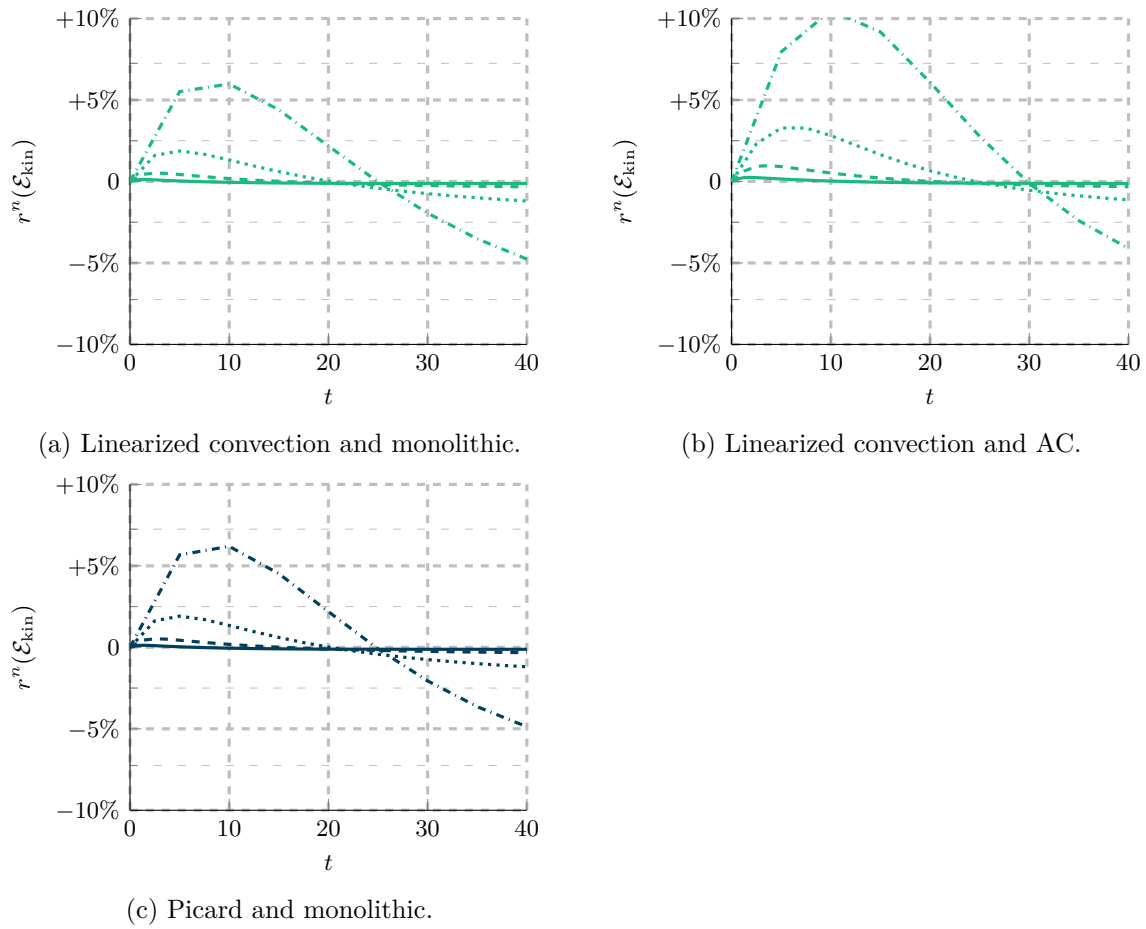 +10%
+5%
0
−5%
−10%
0 10 20 30 40
t
r^n(ℰ_kin)
(a) Linearized convection and monolithic.
+10%
+5%
0
−5%
−10%
0 10 20 30 40
t
r^n(ℰ_kin)
(b) Linearized convection and AC.
+10%
+5%
0
−5%
−10%
0 10 20 30 40
t
r^n(ℰ_kin)
(c) Picard and monolithic.